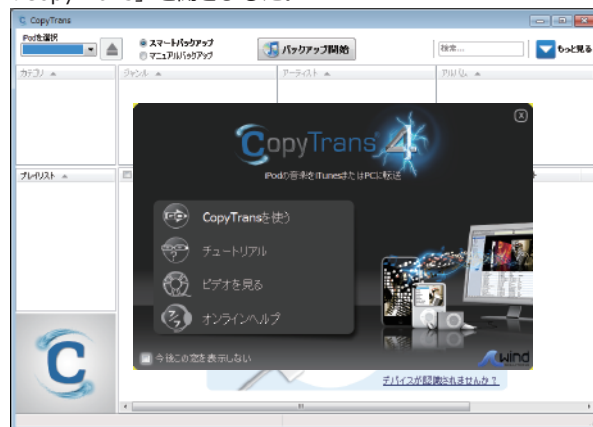 CopyTrans
iPodを選択
スマートバックアップ
マニュアルバックアップ
バックアップ開始
検索...
もっと見る
カテゴリ
ジャンル
アーティスト
アルバム
プレイリスト
CopyTrans 4
iPodの音楽をiTunesまたはPCに転送
CopyTransを使う
チュートリアル
ビデオを見る
オンラインヘルプ
今後この窓を表示しない
wind
デバイスが認識されませんか?
C